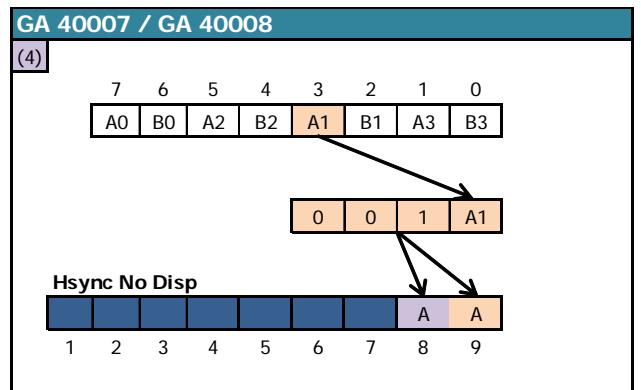 GA 40007 / GA 40008
(4)
7 6 5 4 3 2 1 0
A0 B0 A2 B2 A1 B1 A3 B3
0 0 1 A1
Hsync No Disp
A A
1 2 3 4 5 6 7 8 9